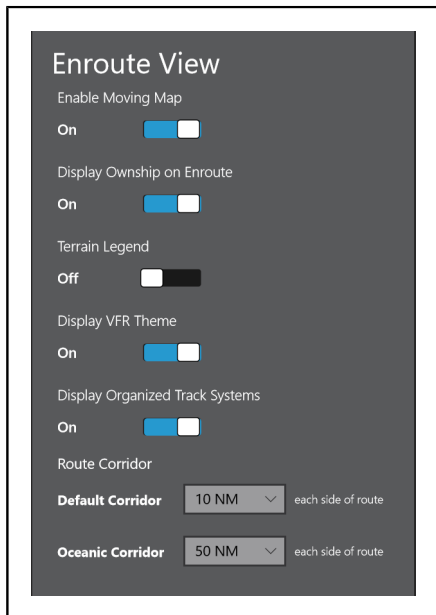 Enroute View
Enable Moving Map
On
Display Ownship on Enroute
On
Terrain Legend
Off
Display VFR Theme
On
Display Organized Track Systems
On
Route Corridor
Default Corridor 10 NM each side of route
Oceanic Corridor 50 NM each side of route